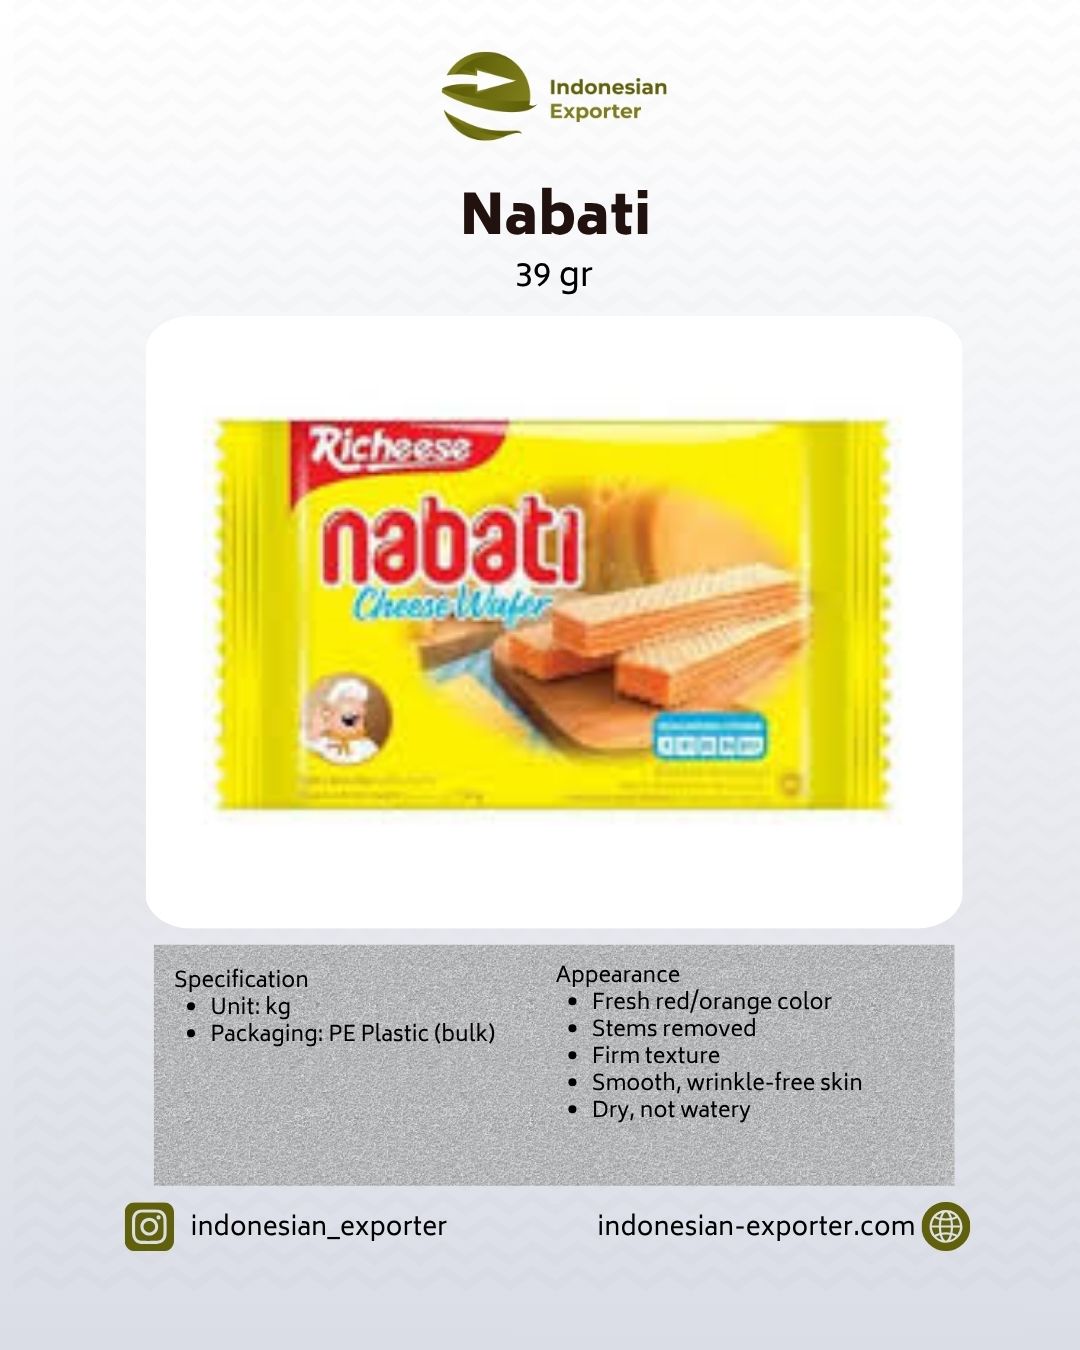 Indonesian
Exporter
Nabati
39 gr
Richeese
nabati
Cheese Wafer
Specification
• Unit: kg
• Packaging: PE Plastic (bulk)
Appearance
• Fresh red/orange color
• Stems removed
• Firm texture
• Smooth, wrinkle-free skin
• Dry, not watery
indonesian_exporter
indonesian-exporter.com